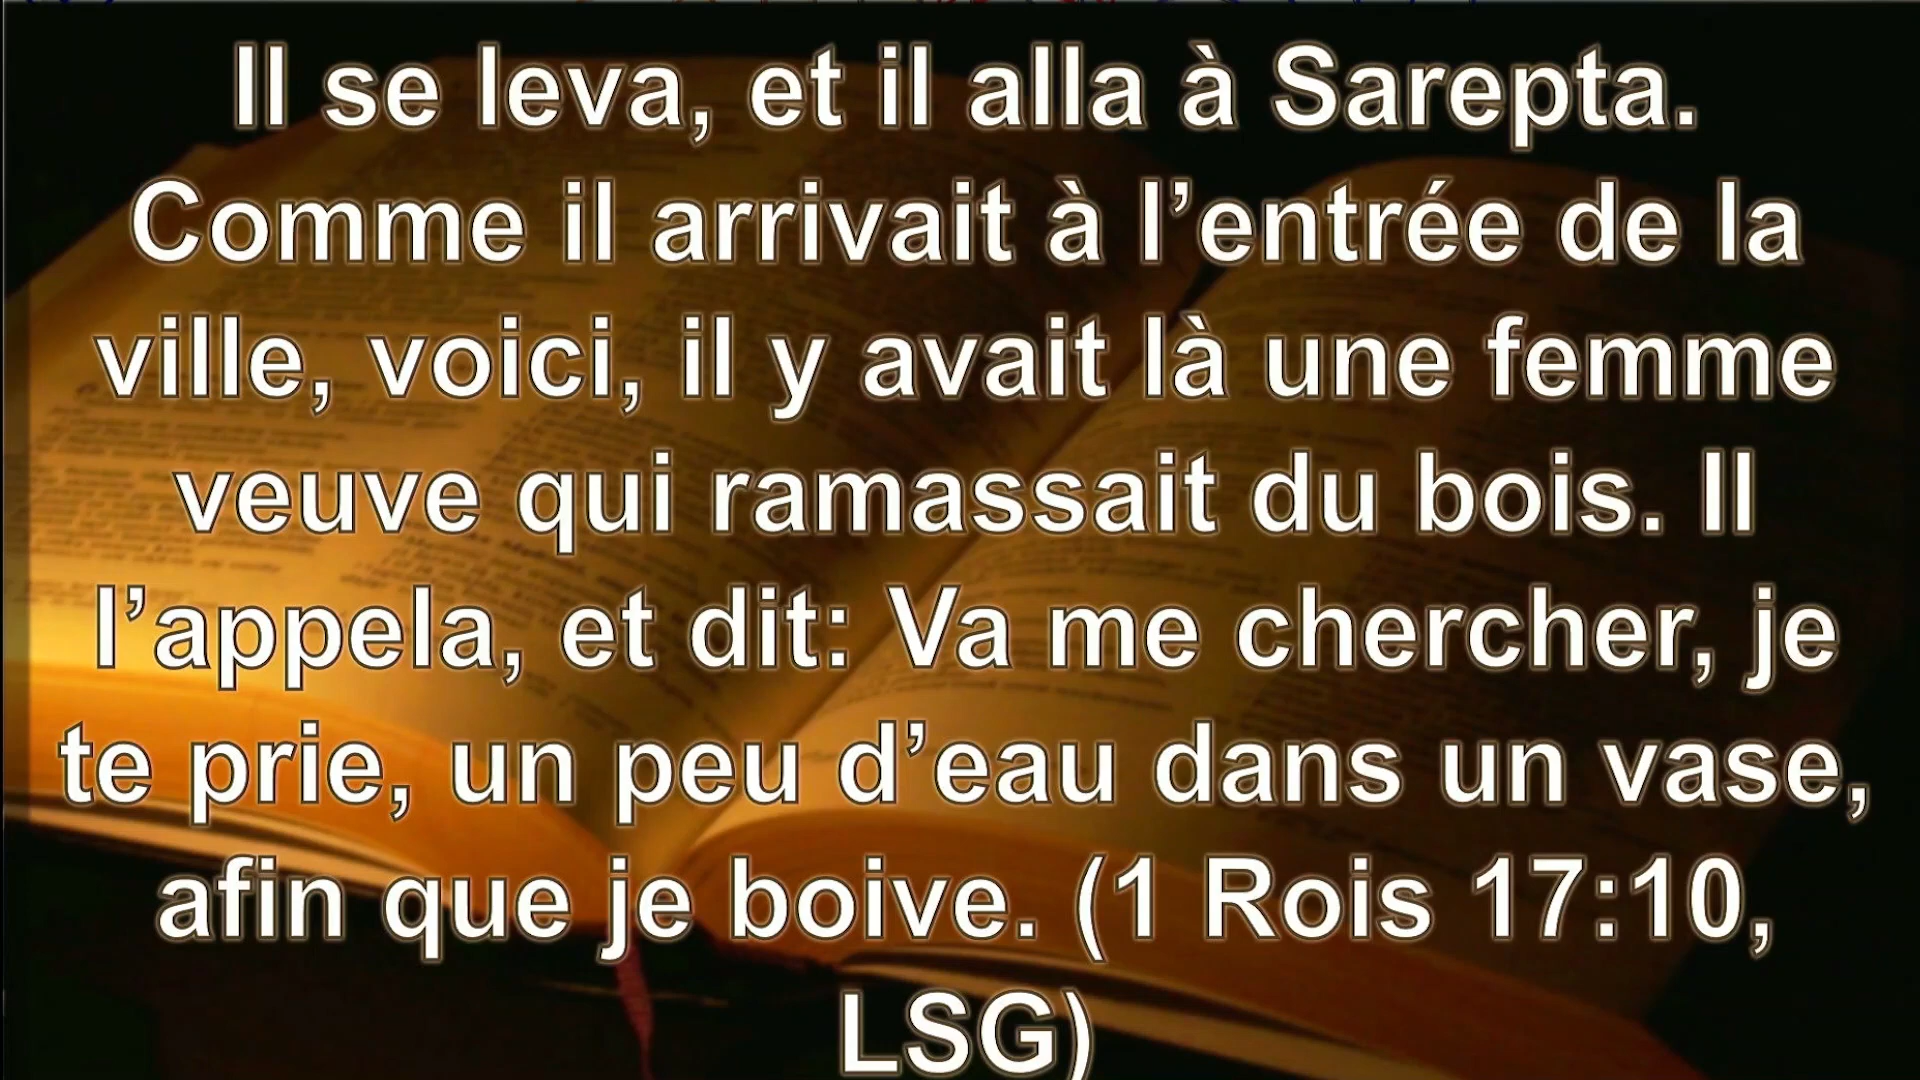 Il se leva, et il alla à Sarepta.
Comme il arrivait à l’entrée de la
ville, voici, il y avait là une femme
veuve qui ramassait du bois. Il
l’appela, et dit: Va me chercher, je
te prie, un peu d’eau dans un vase,
afin que je boive. (1 Rois 17:10,
LSG)